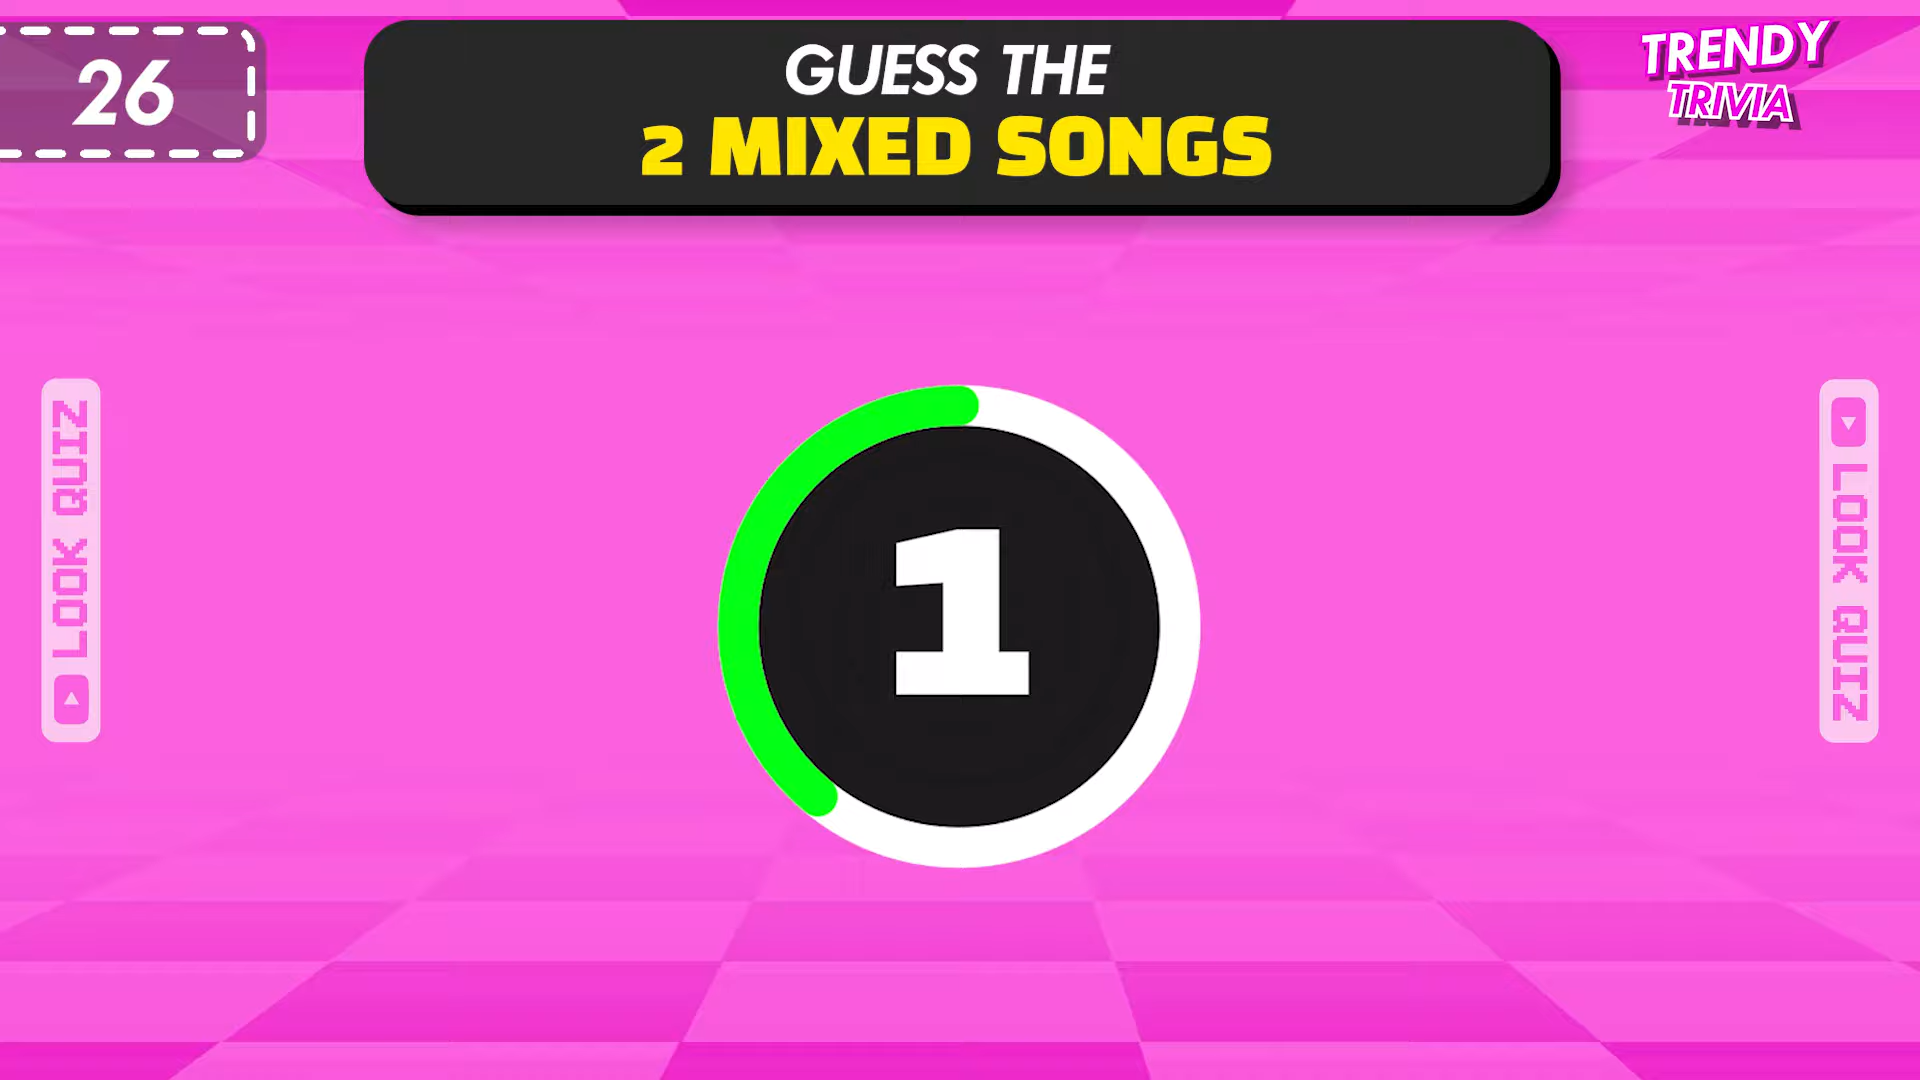 26
GUESS THE
2 MIXED SONGS
TRENDY
TRIVIA
LOOK QUIZ
1
LOOK QUIZ